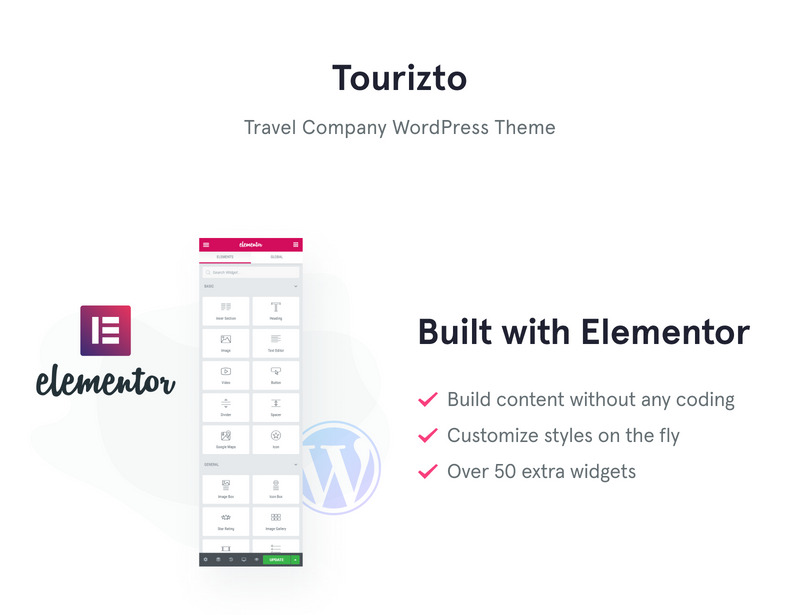 Tourizto
Travel Company WordPress Theme
elementor
elementor
ELEMENTS GLOBAL
Search Widget...
BASIC
Inner Section Heading
Image Text Editor
Video Button
Divider Spacer
Google Maps Icon
GENERAL
Image Box Icon Box
Star Rating Image Gallery
UPDATE
W
Built with Elementor
Build content without any coding
Customize styles on the fly
Over 50 extra widgets